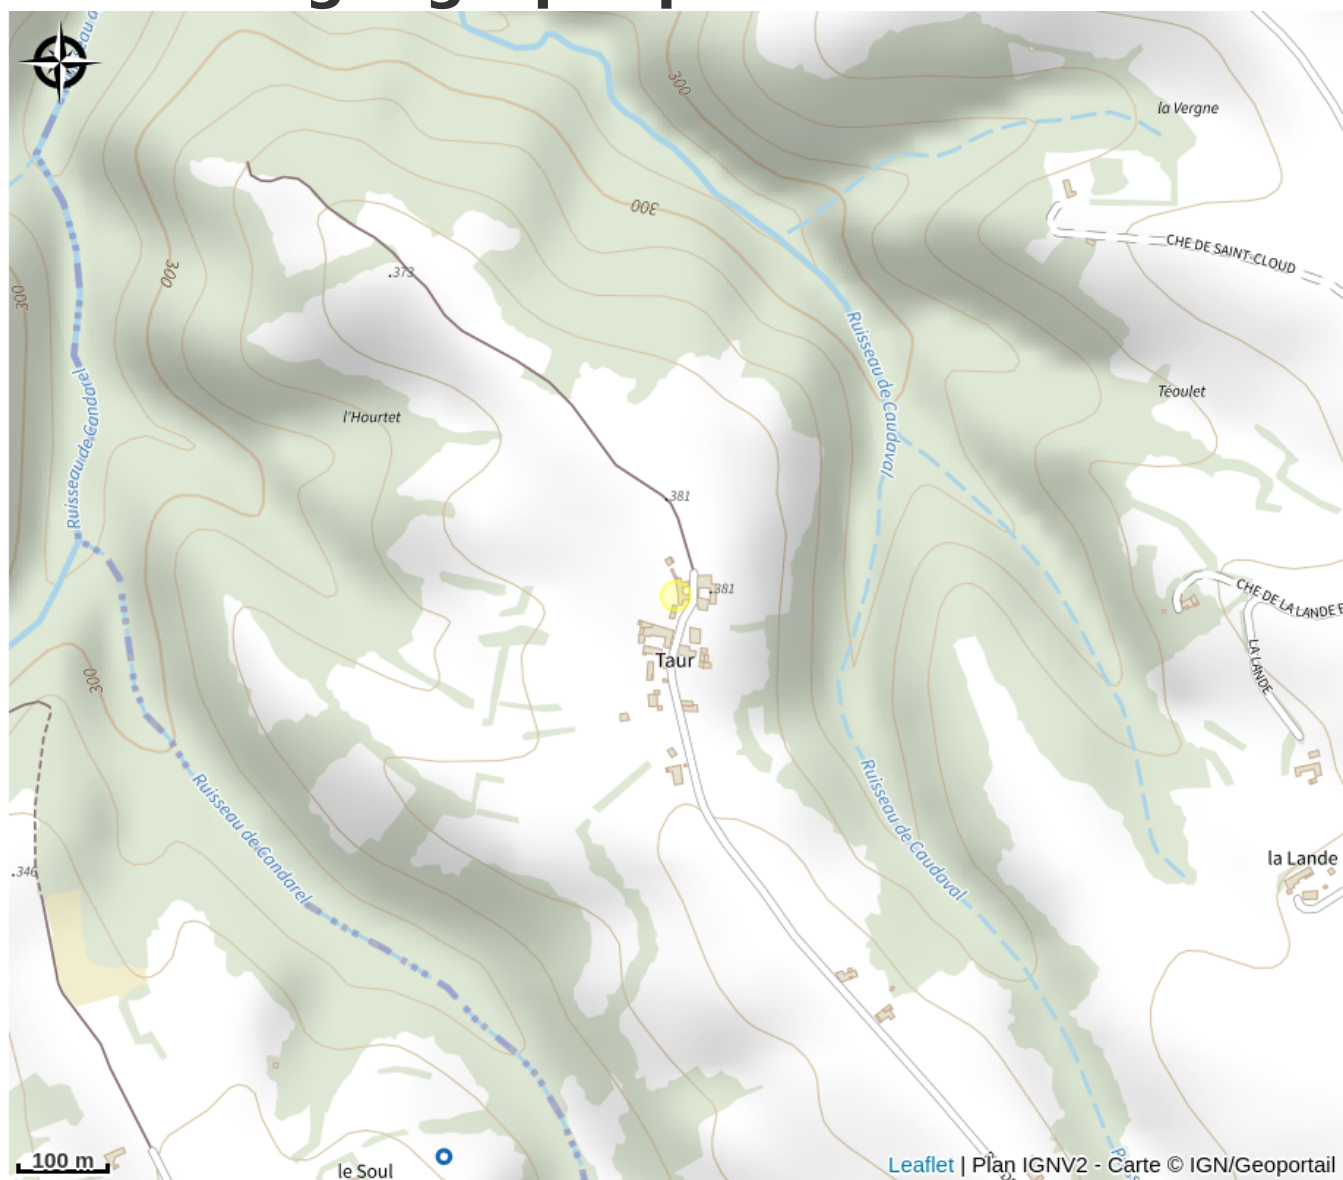 300
la Vergne
300
CHE DE SAINT-CLOUD
300
.373
300
Ruisseau de Caudaval
Téoulet
Ruisseau de Candarel
l'Hourtet
.381
.381
CHE DE LA LANDE
LA LANDE
Taur
300
Ruisseau de Candarel
Ruisseau de Caudaval
la Lande
.346
100 m
le Soul
Leaflet | Plan IGNV2 - Carte © IGN/Geoportail